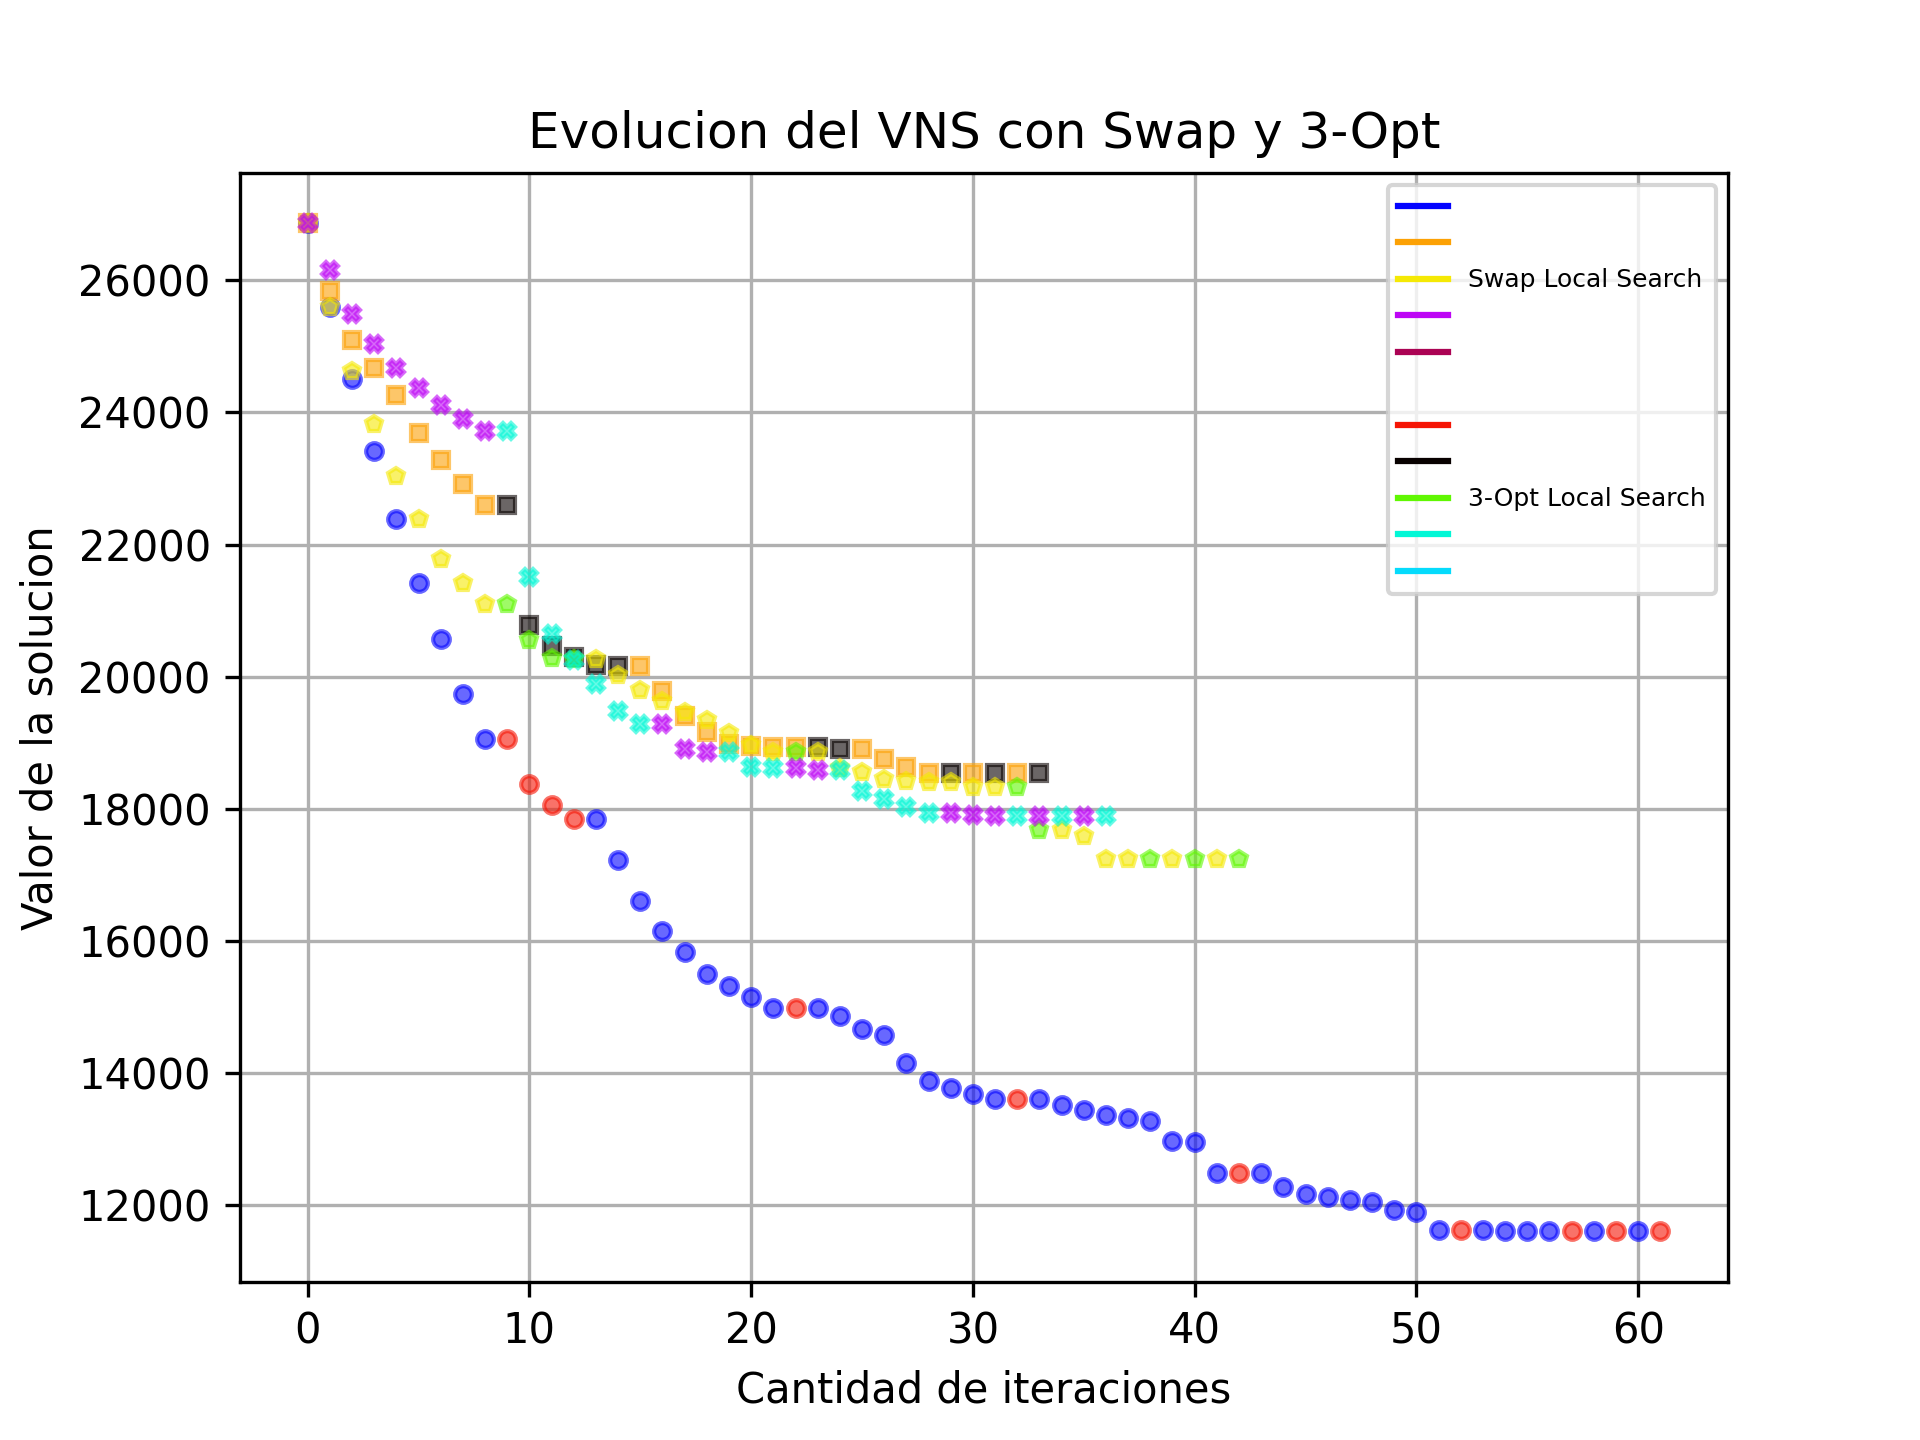 Evolucion del VNS con Swap y 3-Opt
Swap Local Search
3-Opt Local Search
Valor de la solucion
26000
24000
22000
20000
18000
16000
14000
12000
0 10 20 30 40 50 60
Cantidad de iteraciones